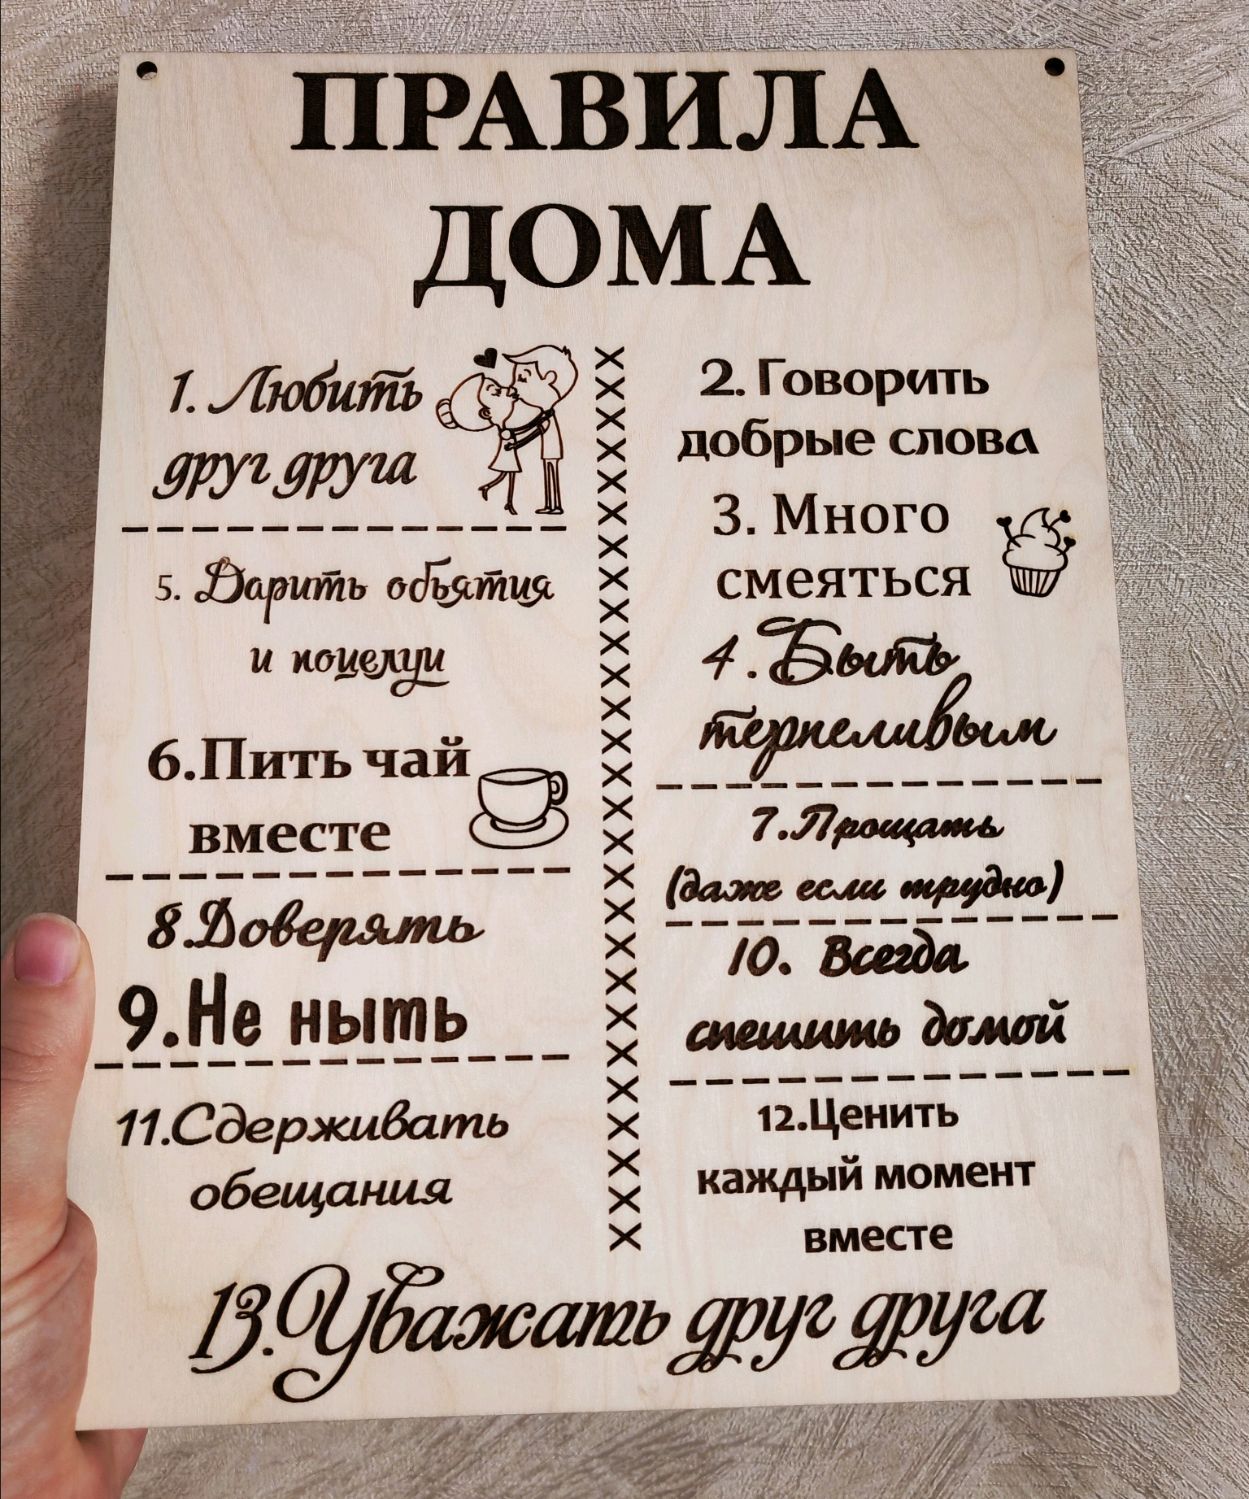 ПРАВИЛА
ДОМА
1. Любить
друг друга
2. Говорить
добрые слова
3. Много
смеяться
4. Быть
терпеливым
5. Дарить объятия
и поцелуи
6.Пить чай
вместе
7.Прощать
(даже если трудно)
8.Доверять
9.Не ныть
10. Всегда
спешить домой
11.Сдерживать
обещания
12.Ценить
каждый момент
вместе
13.Уважать друг друга